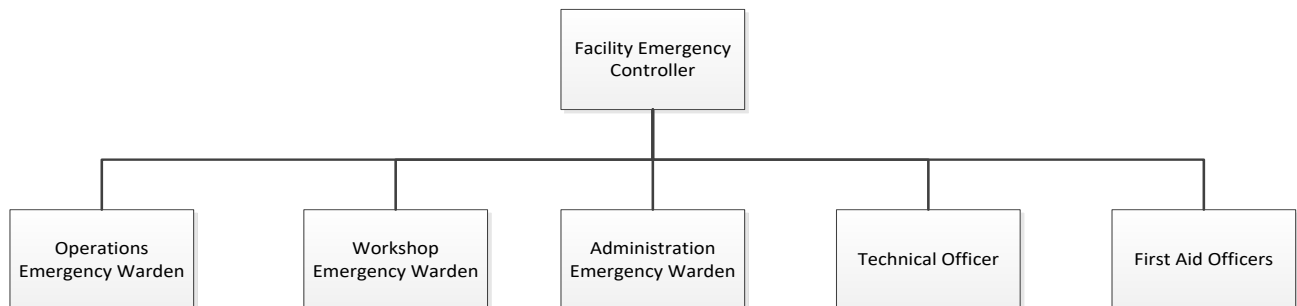 Facility Emergency
Controller
Operations
Emergency Warden
Workshop
Emergency Warden
Administration
Emergency Warden
Technical Officer
First Aid Officers